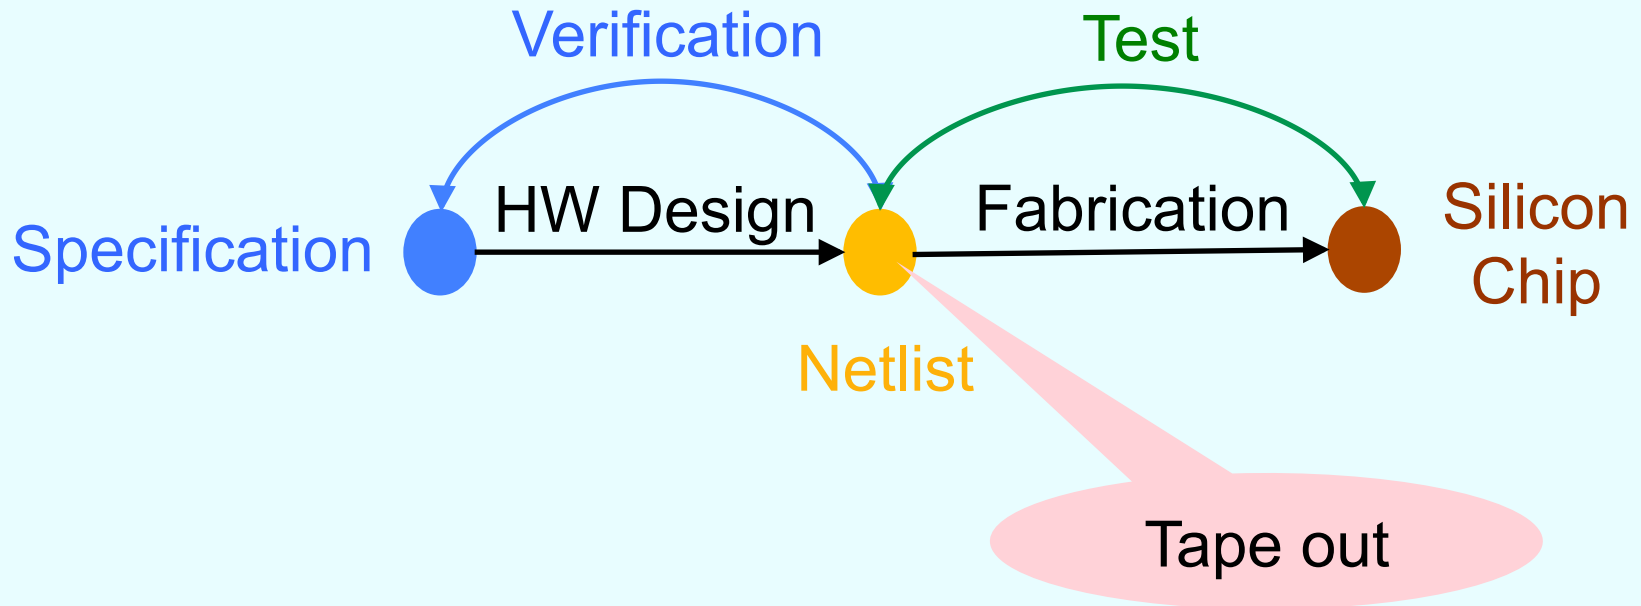 Verification
Test
HW Design
Fabrication
Specification
Silicon
Chip
Netlist
Tape out